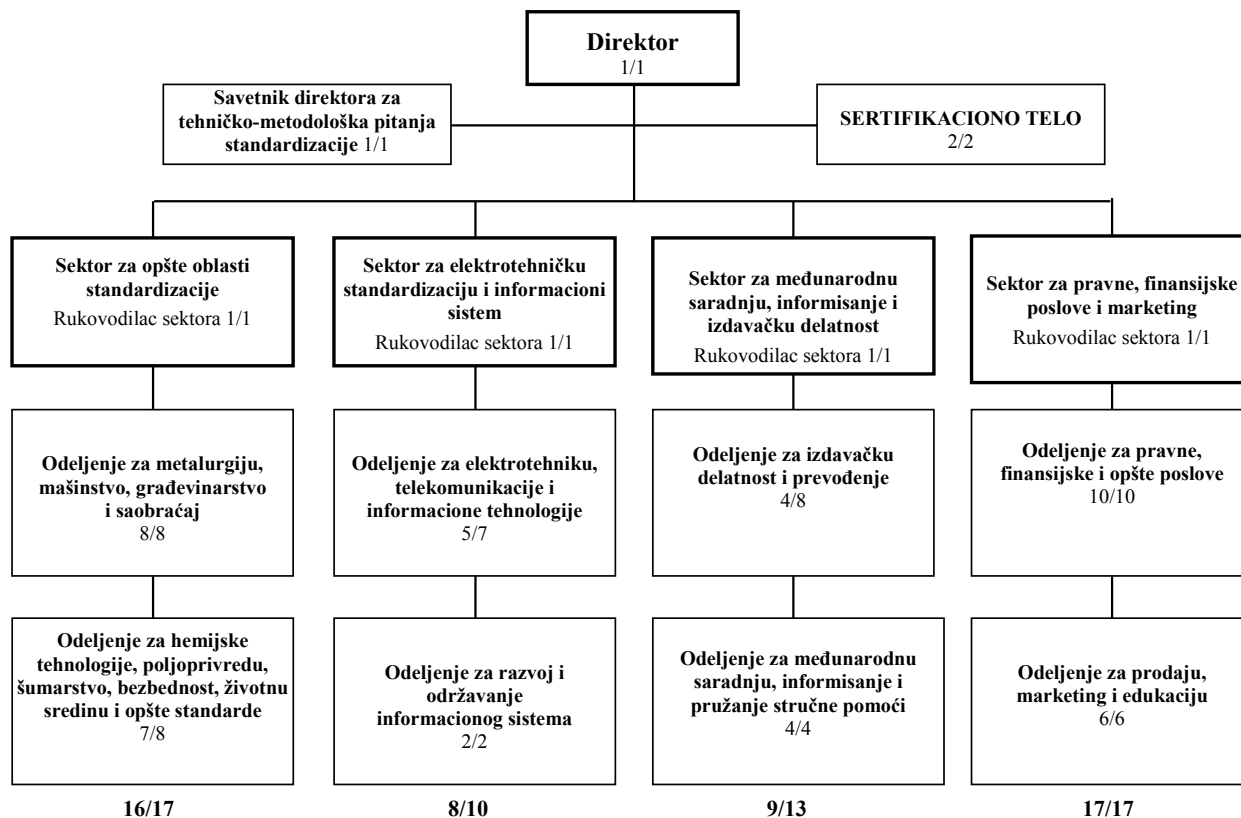 Direktor
1/1
Savetnik direktora za
tehničko-metodološka pitanja
standardizacije 1/1
SERTIFIKACIONO TELO
2/2
Sektor za opšte oblasti
standardizacije
Rukovodilac sektora 1/1
Sektor za elektrotehničku
standardizaciju i informacioni
sistem
Rukovodilac sektora 1/1
Sektor za međunarodnu
saradnju, informisanje i
izdavačku delatnost
Rukovodilac sektora 1/1
Sektor za pravne, finansijske
poslove i marketing
Rukovodilac sektora 1/1
Odeljenje za metalurgiju,
mašinstvo, građevinarstvo
i saobraćaj
8/8
Odeljenje za elektrotehniku,
telekomunikacije i
informacione tehnologije
5/7
Odeljenje za izdavačku
delatnost i prevođenje
4/8
Odeljenje za pravne,
finansijske i opšte poslove
10/10
Odeljenje za hemijske
tehnologije, poljoprivredu,
šumarstvo, bezbednost, životnu
sredinu i opšte standarde
7/8
Odeljenje za razvoj i
održavanje
informacionog sistema
2/2
Odeljenje za međunarodnu
saradnju, informisanje i
pružanje stručne pomoći
4/4
Odeljenje za prodaju,
marketing i edukaciju
6/6
16/17
8/10
9/13
17/17